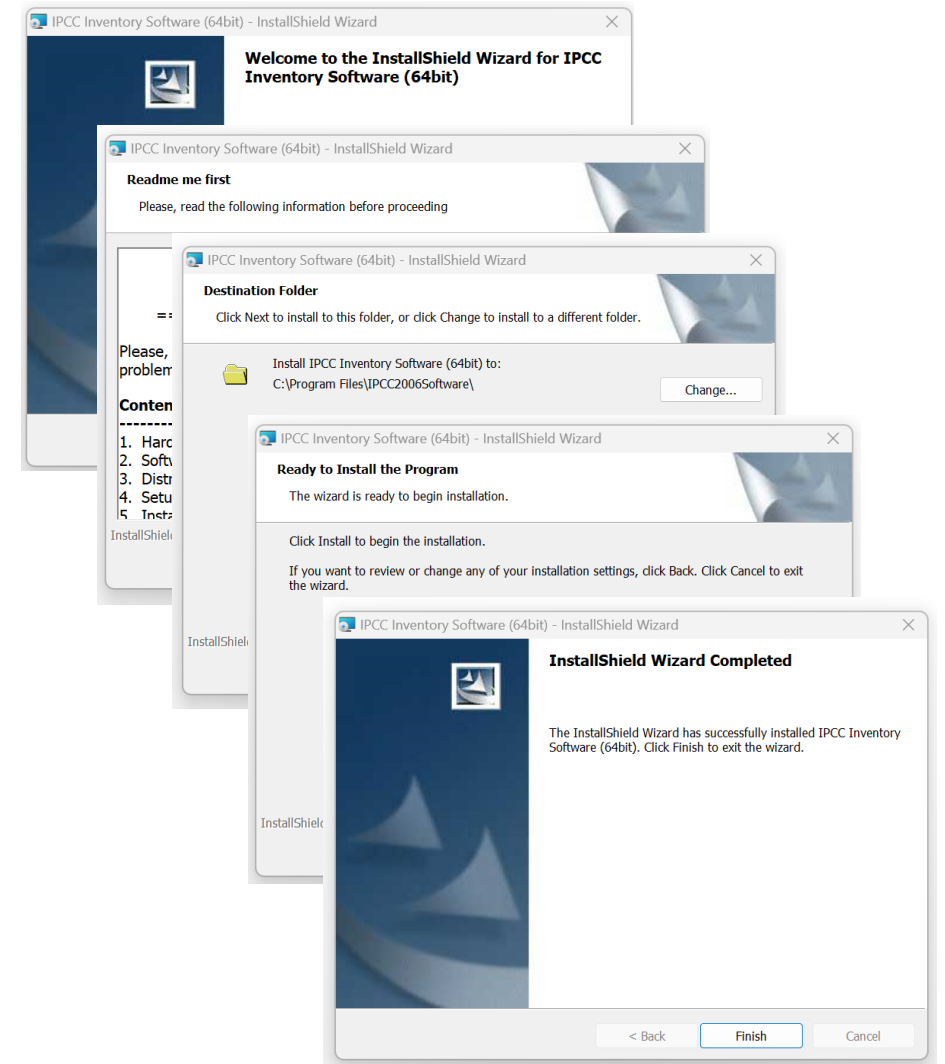 IPCC Inventory Software (64bit) - InstallShield Wizard
Welcome to the InstallShield Wizard for IPCC
Inventory Software (64bit)
IPCC Inventory Software (64bit) - InstallShield Wizard
Readme me first
Please, read the following information before proceeding
==
Please,
problem
Conten
-------
1. Hard
2. Softw
3. Distr
4. Setu
5. Insta
InstallShield
IPCC Inventory Software (64bit) - InstallShield Wizard
Destination Folder
Click Next to install to this folder, or click Change to install to a different folder.
Install IPCC Inventory Software (64bit) to:
C:\Program Files\IPCC2006Software\
Change...
InstallShield
IPCC Inventory Software (64bit) - InstallShield Wizard
Ready to Install the Program
The wizard is ready to begin installation.
Click Install to begin the installation.
If you want to review or change any of your installation settings, click Back. Click Cancel to exit
the wizard.
InstallShield
IPCC Inventory Software (64bit) - InstallShield Wizard
InstallShield Wizard Completed
The InstallShield Wizard has successfully installed IPCC Inventory
Software (64bit). Click Finish to exit the wizard.
< Back
Finish
Cancel